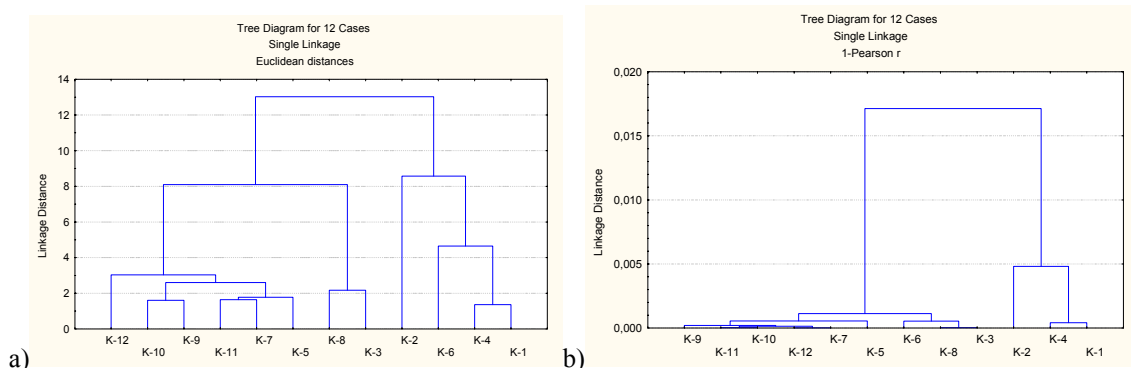 Tree Diagram for 12 Cases
Single Linkage
Euclidean distances
14
12
10
8
6
4
2
0
Linkage Distance
K-12
K-9
K-7
K-8
K-2
K-4
K-10
K-11
K-5
K-3
K-6
K-1
a)
Tree Diagram for 12 Cases
Single Linkage
1-Pearson r
0,020
0,015
0,010
0,005
0,000
Linkage Distance
K-9
K-10
K-7
K-6
K-3
K-4
K-11
K-12
K-5
K-8
K-2
K-1
b)